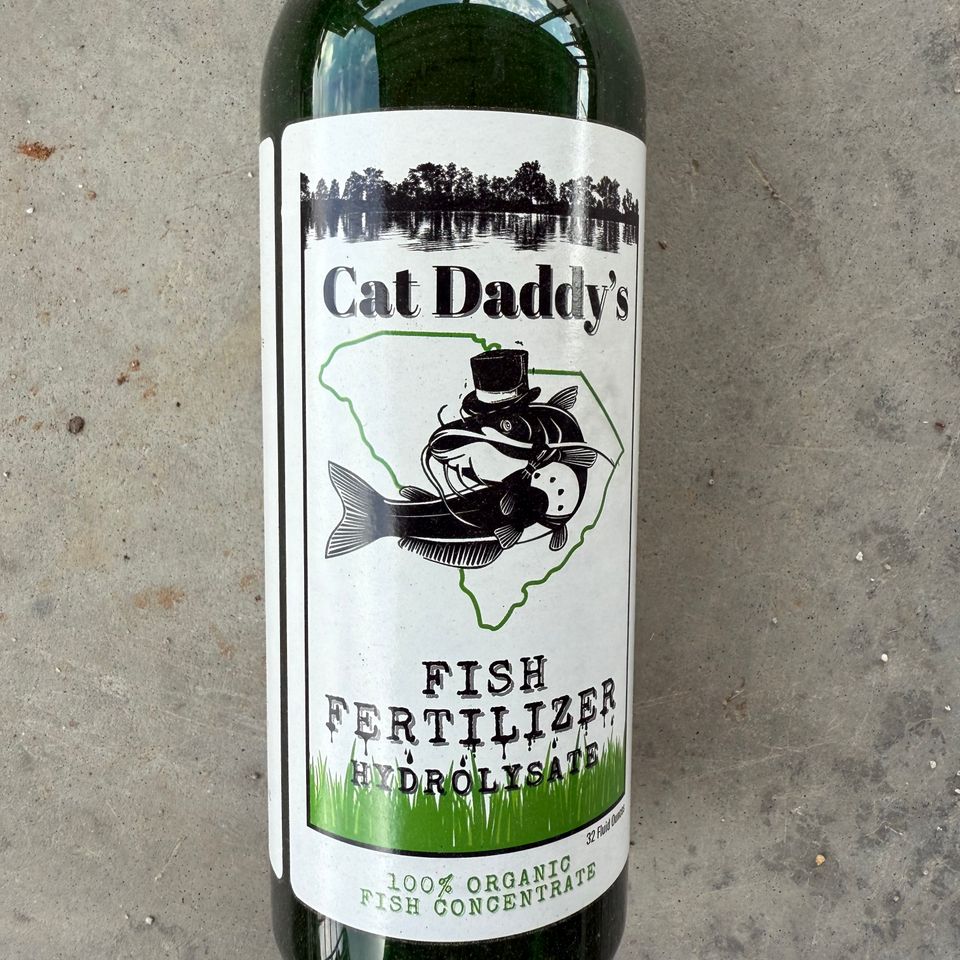 Cat Daddy's
FISH
FERTILIZER
HYDROLYSATE
32 Fluid Ounces
100% ORGANIC
FISH CONCENTRATE